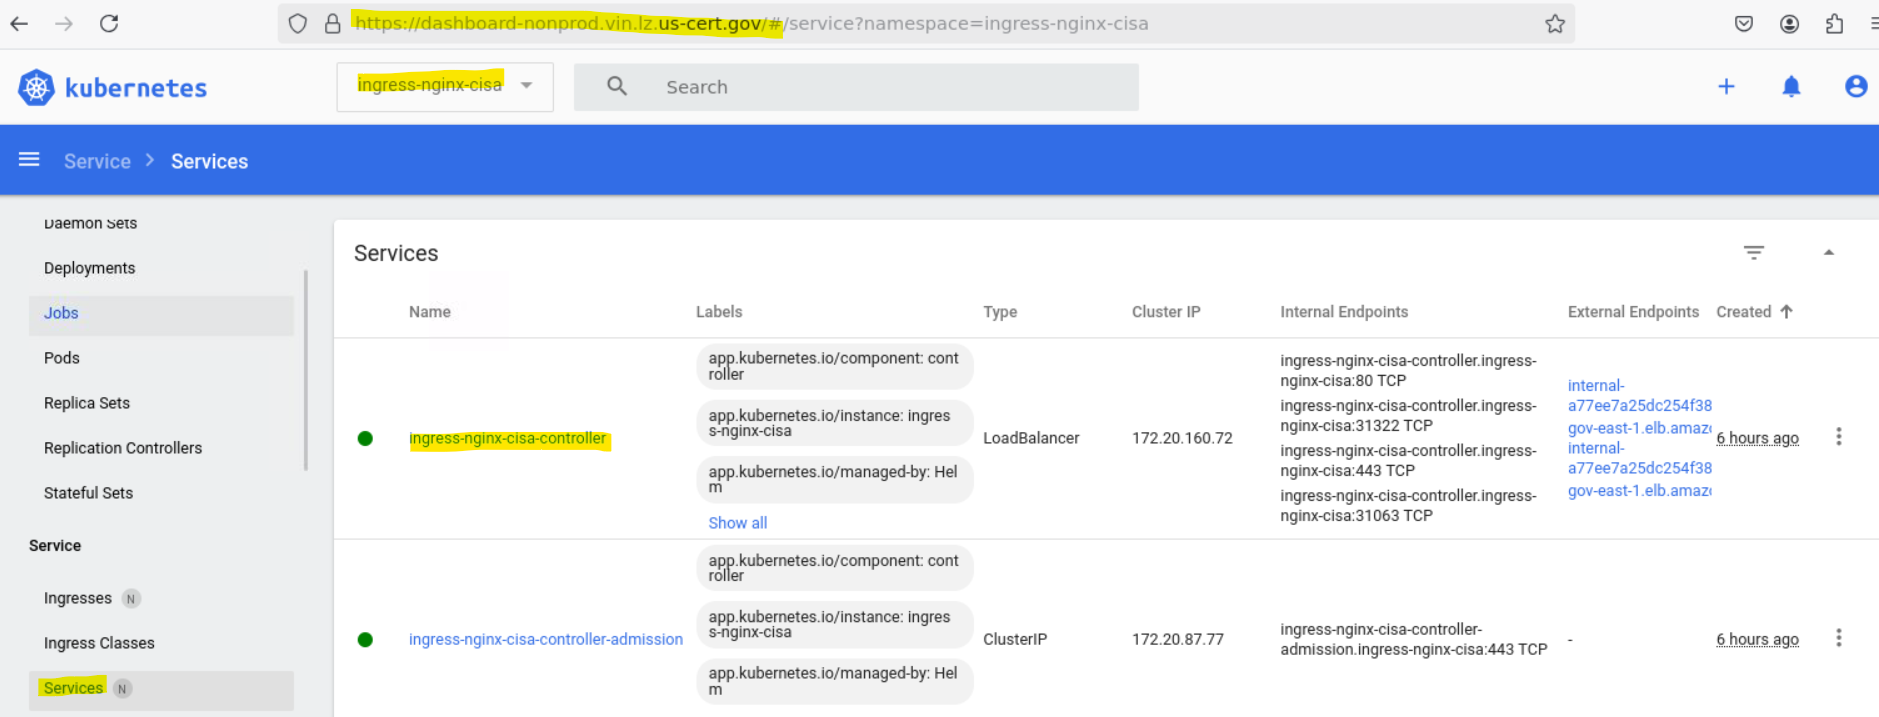 https://dashboard-nonprod.vin.lz.us-cert.gov/#/service?namespace=ingress-nginx-cisa
kubernetes
ingress-nginx-cisa
Search
Service > Services
Daemon Sets
Deployments
Jobs
Pods
Replica Sets
Replication Controllers
Stateful Sets
Service
Ingresses N
Ingress Classes
Services N
Services
Name Labels Type Cluster IP Internal Endpoints External Endpoints Created
ingress-nginx-cisa-controller
app.kubernetes.io/component: cont
roller
app.kubernetes.io/instance: ingres
s-nginx-cisa
app.kubernetes.io/managed-by: Hel
m
Show all
LoadBalancer
172.20.160.72
ingress-nginx-cisa-controller.ingress-
nginx-cisa:80 TCP
ingress-nginx-cisa-controller.ingress-
nginx-cisa:31322 TCP
ingress-nginx-cisa-controller.ingress-
nginx-cisa:443 TCP
ingress-nginx-cisa-controller.ingress-
nginx-cisa:31063 TCP
internal-
a77ee7a25dc254f38
gov-east-1.elb.amaz
internal-
a77ee7a25dc254f38
gov-east-1.elb.amaz
6 hours ago
ingress-nginx-cisa-controller-admission
app.kubernetes.io/component: cont
roller
app.kubernetes.io/instance: ingres
s-nginx-cisa
app.kubernetes.io/managed-by: Hel
m
ClusterIP
172.20.87.77
ingress-nginx-cisa-controller-
admission.ingress-nginx-cisa:443 TCP
-
6 hours ago